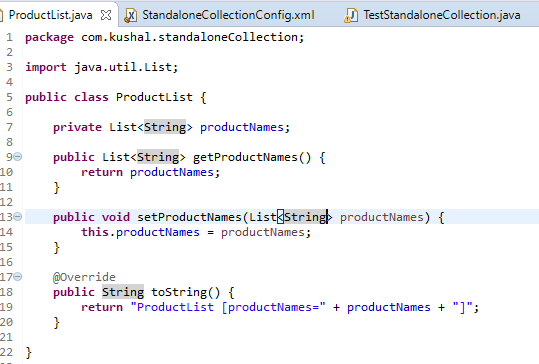 ProductList.java StandaloneCollectionConfig.xml TestStandaloneCollection.java
1 package com.kushal.standaloneCollection;
2
3 import java.util.List;
4
5 public class ProductList {
6
7     private List<String> productNames;
8
9     public List<String> getProductNames() {
10         return productNames;
11     }
12
13     public void setProductNames(List<String> productNames) {
14         this.productNames = productNames;
15     }
16
17     @Override
18     public String toString() {
19         return "ProductList [productNames=" + productNames + "]";
20     }
21
22 }